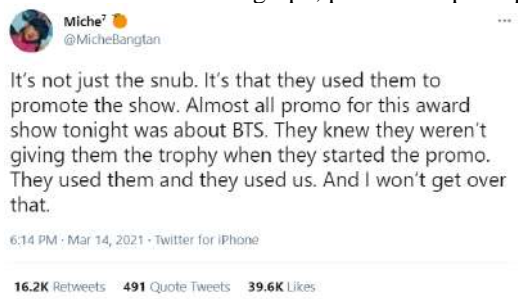 Miche⁷
@MicheBangtan
It's not just the snub. It's that they used them to
promote the show. Almost all promo for this award
show tonight was about BTS. They knew they weren't
giving them the trophy when they started the promo.
They used them and they used us. And I won't get over
that.
6:14 PM · Mar 14, 2021 · Twitter for iPhone
16.2K Retweets 491 Quote Tweets 39.6K Likes